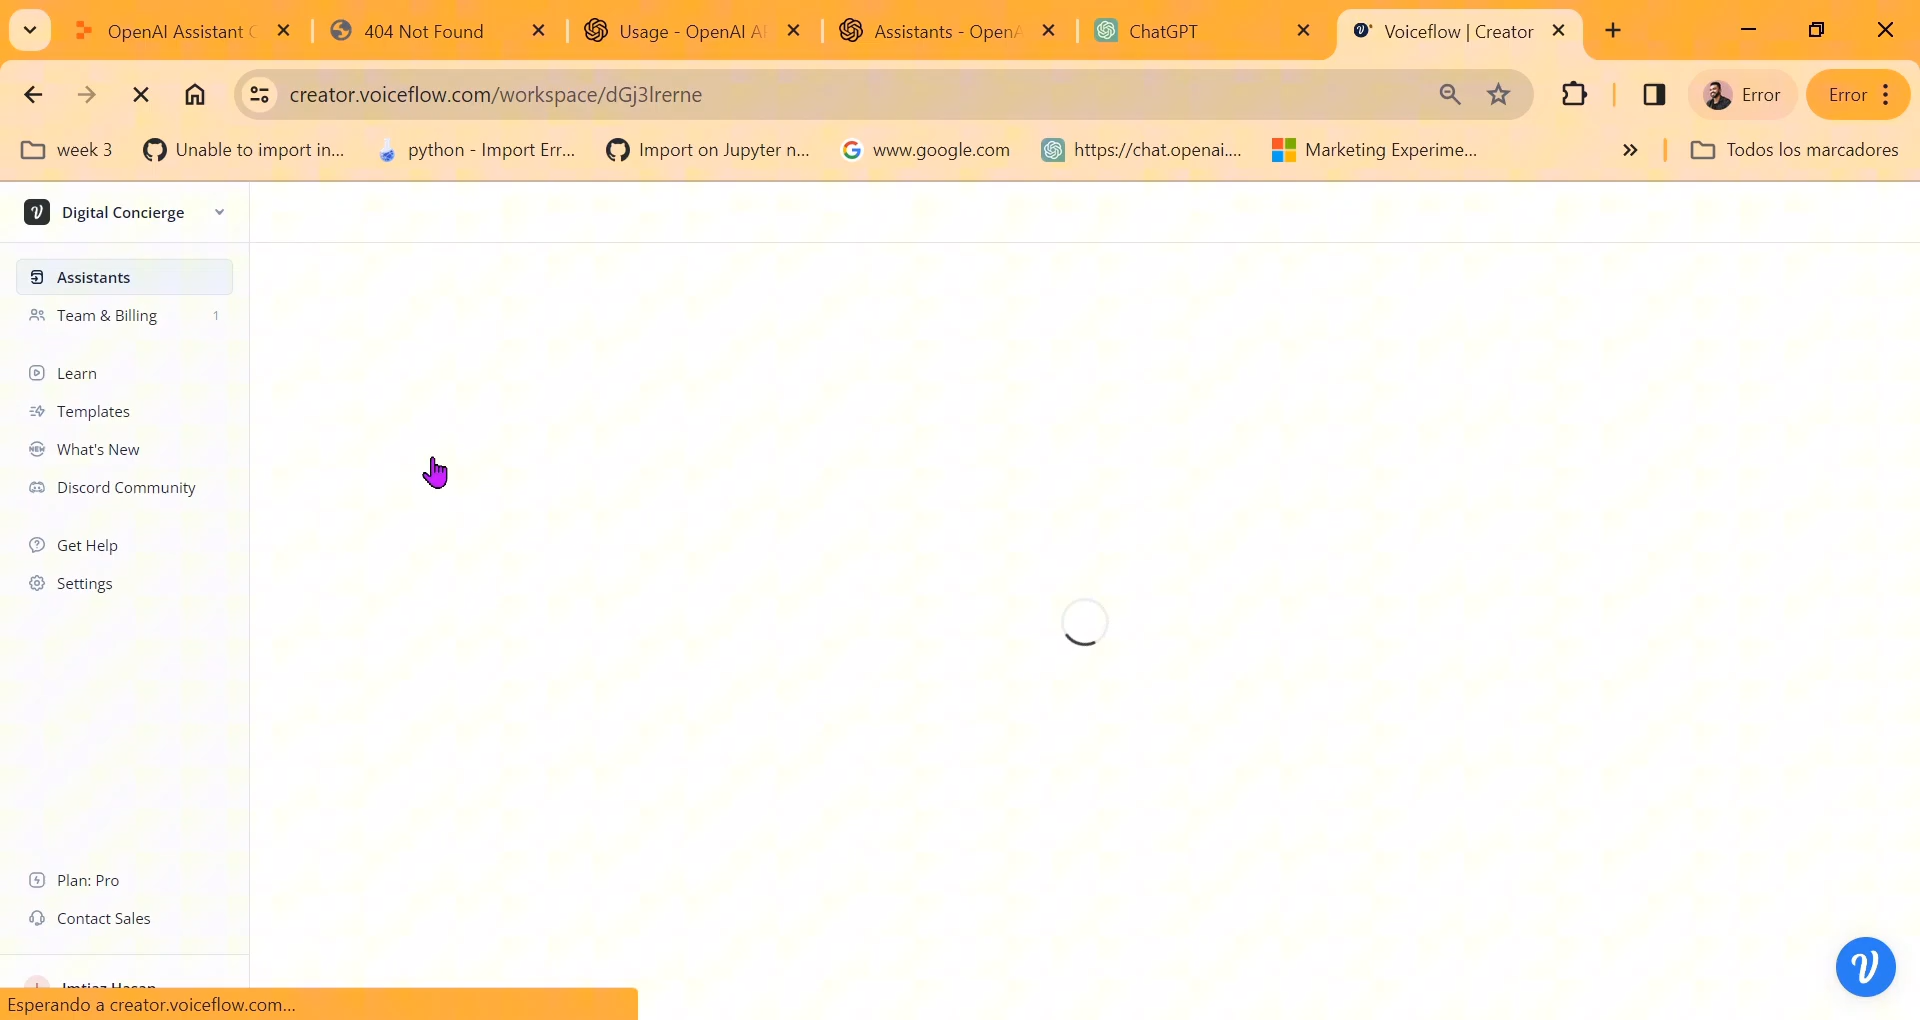 OpenAI Assistant
404 Not Found
Usage - OpenAI A
Assistants - Open
ChatGPT
Voiceflow | Creator
creator.voiceflow.com/workspace/dGj3lrerne
Error
Error
week 3
Unable to import in...
python - Import Err...
Import on Jupyter n...
www.google.com
https://chat.openai....
Marketing Experime...
Todos los marcadores
Digital Concierge
Assistants
Team & Billing 1
Learn
Templates
What's New
Discord Community
Get Help
Settings
Plan: Pro
Contact Sales
Imtiaz Hasan
Esperando a creator.voiceflow.com...